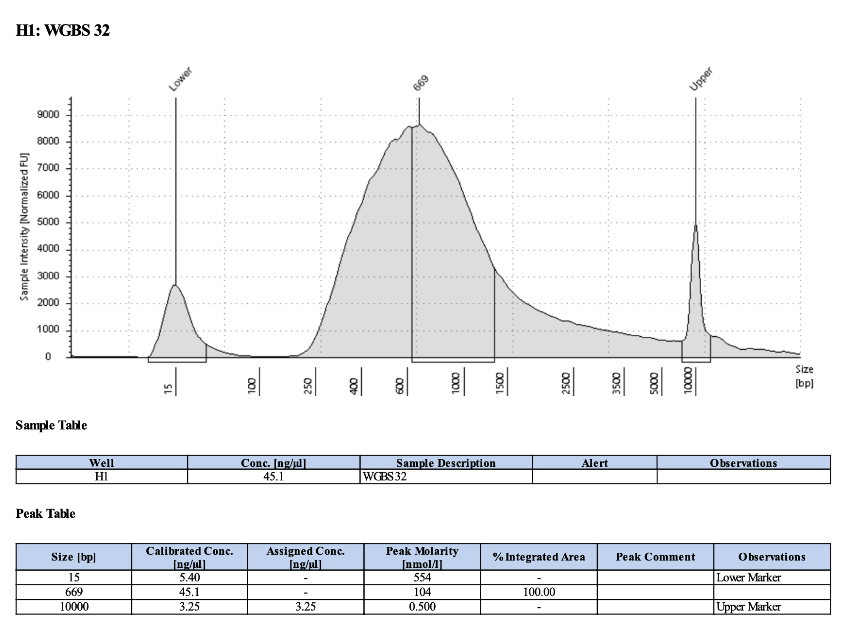 H1: WGBS 32
Lower
669
Upper
Sample Intensity [Normalized FU]
9000
8000
7000
6000
5000
4000
3000
2000
1000
0
15
100
250
400
600
1000
1500
2500
3500
5000
10000
Size
[bp]
Sample Table
Well Conc. [ng/µl] Sample Description Alert Observations
H1 45.1 WGBS32
Peak Table
Size [bp] Calibrated Conc. [ng/µl] Assigned Conc. [ng/µl] Peak Molarity [nmol/l] % Integrated Area Peak Comment Observations
15 5.40 - 554 - Lower Marker
669 45.1 - 104 100.00
10000 3.25 3.25 0.500 - Upper Marker